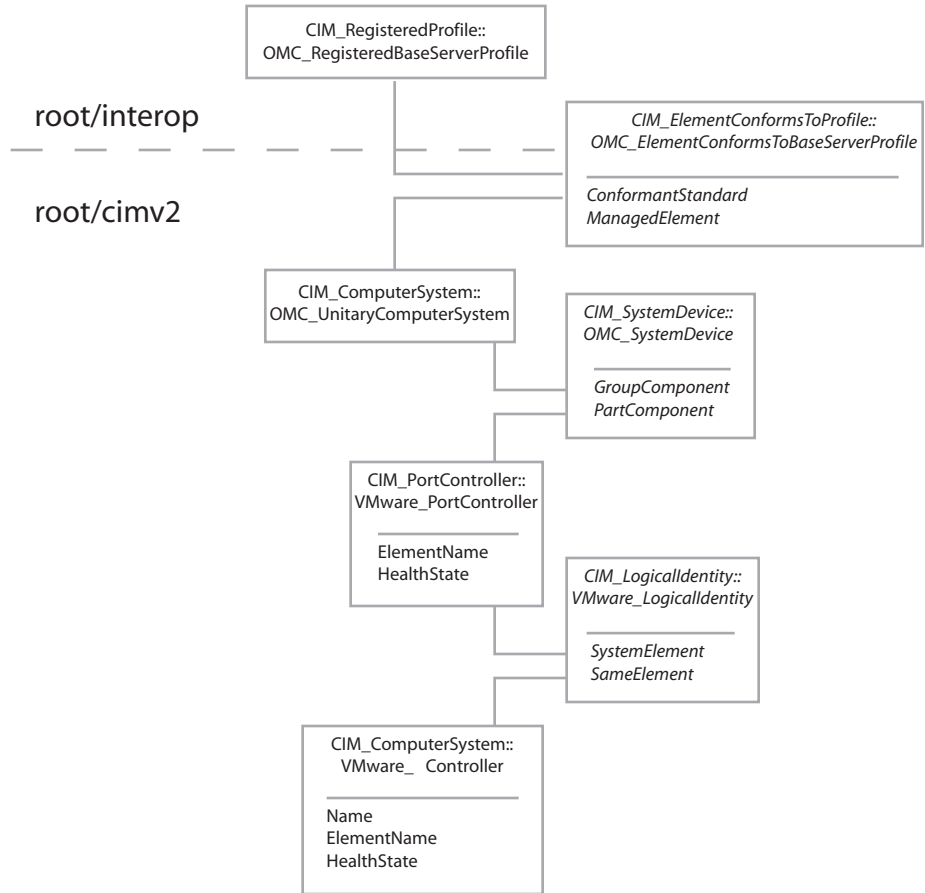 CIM_RegisteredProfile::
OMC_RegisteredBaseServerProfile
root/interop
CIM_ElementConformsToProfile::
OMC_ElementConformsToBaseServerProfile
ConformantStandard
ManagedElement
root/cimv2
CIM_ComputerSystem::
OMC_UnitaryComputerSystem
CIM_SystemDevice::
OMC_SystemDevice
GroupComponent
PartComponent
CIM_PortController::
VMware_PortController
ElementName
HealthState
CIM_LogicalIdentity::
VMware_LogicalIdentity
SystemElement
SameElement
CIM_ComputerSystem::
VMware_ Controller
Name
ElementName
HealthState